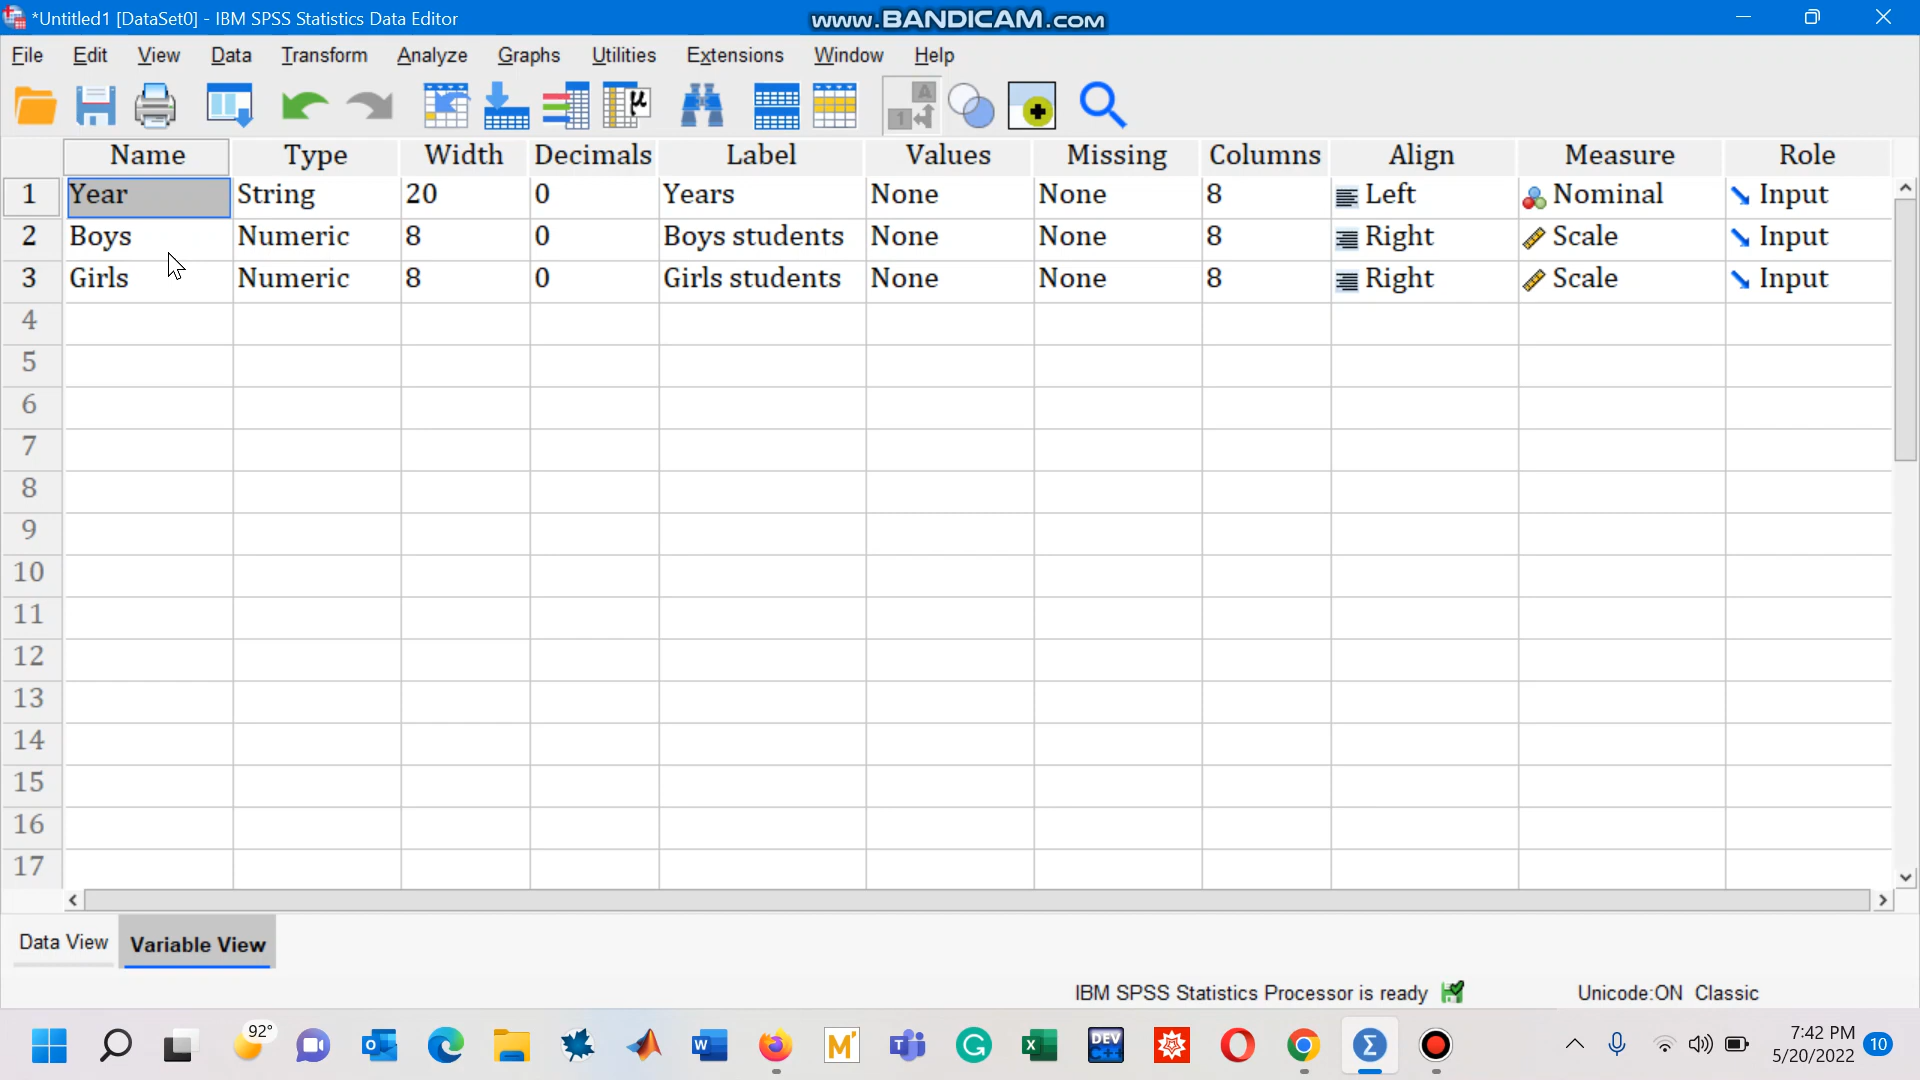 *Untitled1 [DataSet0] - IBM SPSS Statistics Data Editor
www.BANDICAM.com
File Edit View Data Transform Analyze Graphs Utilities Extensions Window Help
A
1
μ
Name Type Width Decimals Label Values Missing Columns Align Measure Role
1 Year String 20 0 Years None None 8 Left Nominal Input
2 Boys Numeric 8 0 Boys students None None 8 Right Scale Input
3 Girls Numeric 8 0 Girls students None None 8 Right Scale Input
4
5
6
7
8
9
10
11
12
13
14
15
16
17
Data View Variable View
IBM SPSS Statistics Processor is ready Unicode:ON Classic
92°
DEV C++
7:42 PM
5/20/2022
10